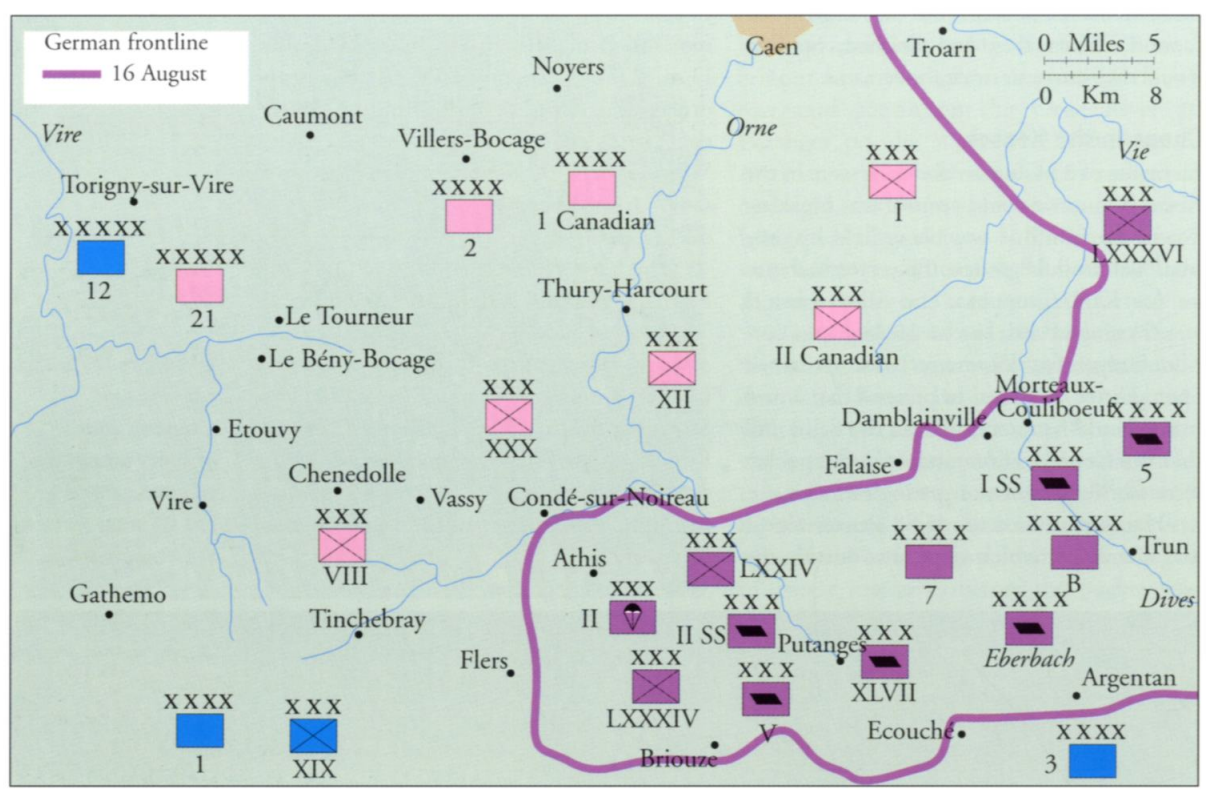 German frontline
16 August
Caen
Troarn
0 Miles 5
0 Km 8
Noyers
Caumont
Vire
Orne
Villers-Bocage
Vie
XXXX
XXX
Torigny-sur-Vire
XXXX
1 Canadian
I
XXX
LXXXVI
XXXXX
2
XXXXX
12
21
Thury-Harcourt
XXX
II Canadian
Le Tourneur
Le Bény-Bocage
XXX
XII
XXX
XXX
Morteaux-
Couliboeuf
Damblainville
XXXX
5
Etouvy
Falaise
XXX
I SS
Chenedolle
Vassy
Condé-sur-Noireau
Vire
XXX
VIII
XXX
LXXIV
XXXX
7
XXXXX
B
Trun
Athis
Gathemo
XXX
II
XXX
II SS
XXXX
Eberbach
Dives
Tinchebray
Putanges
XXX
XLVII
Flers
XXX
LXXXIV
XXX
V
Argentan
XXXX
1
XXX
XIX
Briouze
Ecouché
XXXX
3